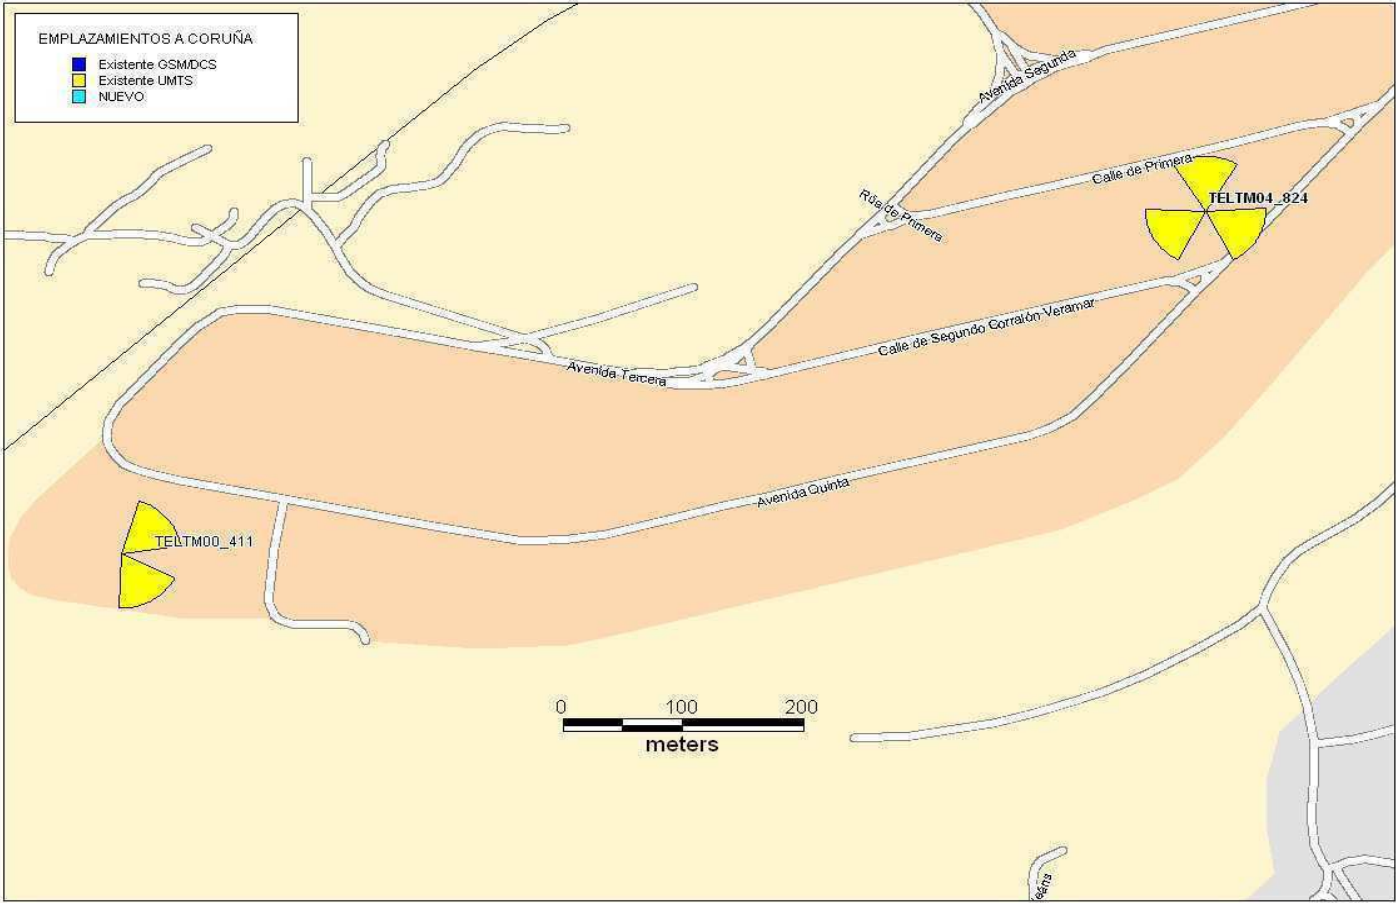 EMPLAZAMIENTOS A CORUÑA
Existente GSM/DCS
Existente UMTS
NUEVO
Avenida Segunda
Calle de Primera
Rúa de Primera
TELTM04_824
Calle de Segundo Corralón Veramar
Avenida Tercera
Avenida Quinta
TELTM00_411
0 100 200
meters